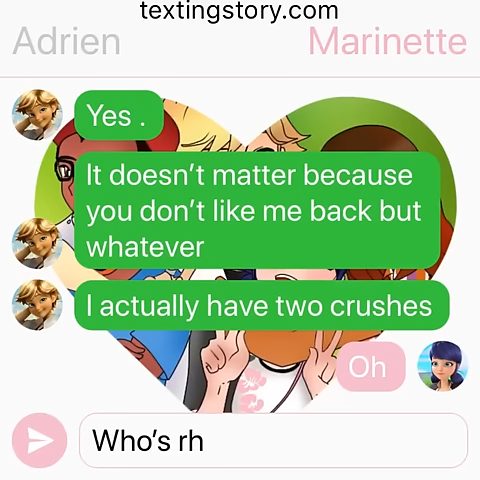 textingstory.com
Adrien Marinette
Yes .
It doesn’t matter because
you don’t like me back but
whatever
I actually have two crushes
Oh
Who’s rh